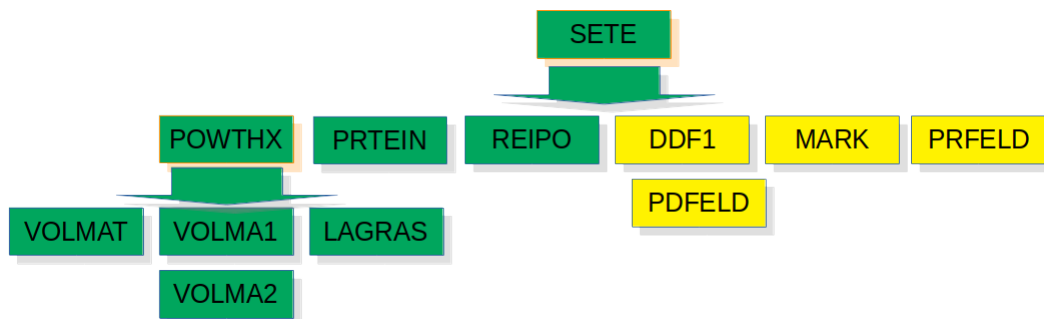 SETE
POWTHX PRTEIN REIPO DDF1 MARK PRFELD
PDFELD
VOLMAT VOLMA1 LAGRAS
VOLMA2